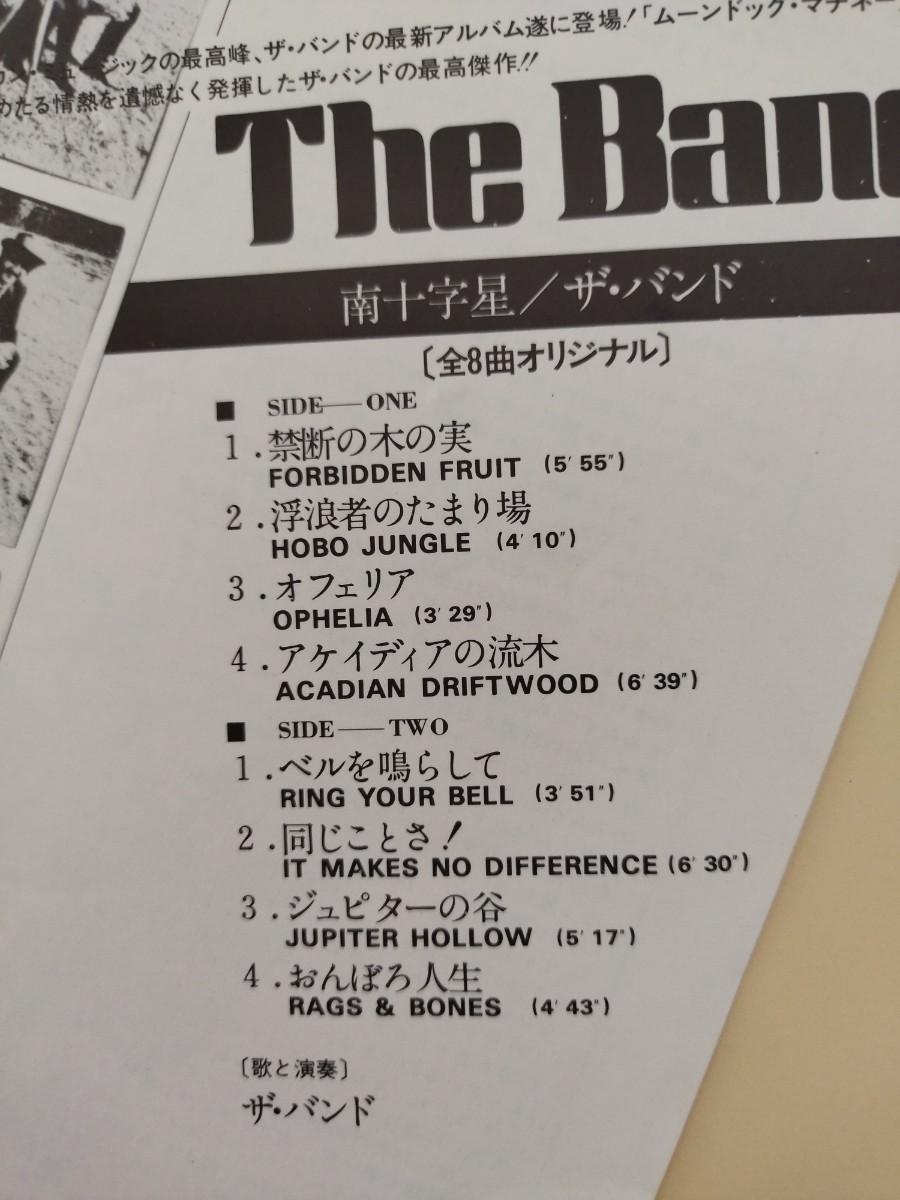 ミュージックの最高峰、ザ・バンドの最新アルバム遂に登場!「ムーンドック・マチネー
たる情熱を遺憾なく発揮したザ・バンドの最高傑作!!
The Band
南十字星/ザ・バンド
〔全8曲オリジナル〕
■ SIDE—ONE
1.禁断の木の実
FORBIDDEN FRUIT (5′55″)
2.浮浪者のたまり場
HOBO JUNGLE (4′10″)
3.オフェリア
OPHELIA (3′29″)
4.アケイディアの流木
ACADIAN DRIFTWOOD (6′39″)
■ SIDE—TWO
1.ベルを鳴らして
RING YOUR BELL (3′51″)
2.同じことさ!
IT MAKES NO DIFFERENCE (6′30″)
3.ジュピターの谷
JUPITER HOLLOW (5′17″)
4.おんぼろ人生
RAGS & BONES (4′43″)
〔歌と演奏〕
ザ・バンド